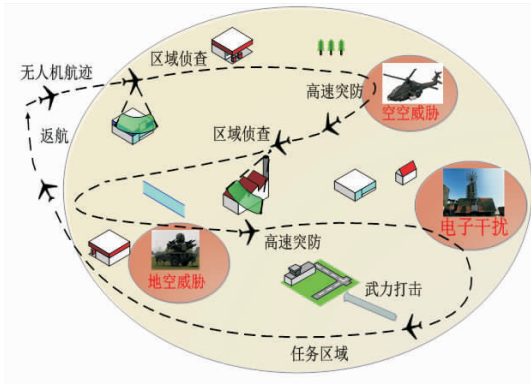 区域侦查
无人机航迹
高速突防
空空威胁
返航
区域侦查
电子干扰
高速突防
地空威胁
武力打击
任务区域